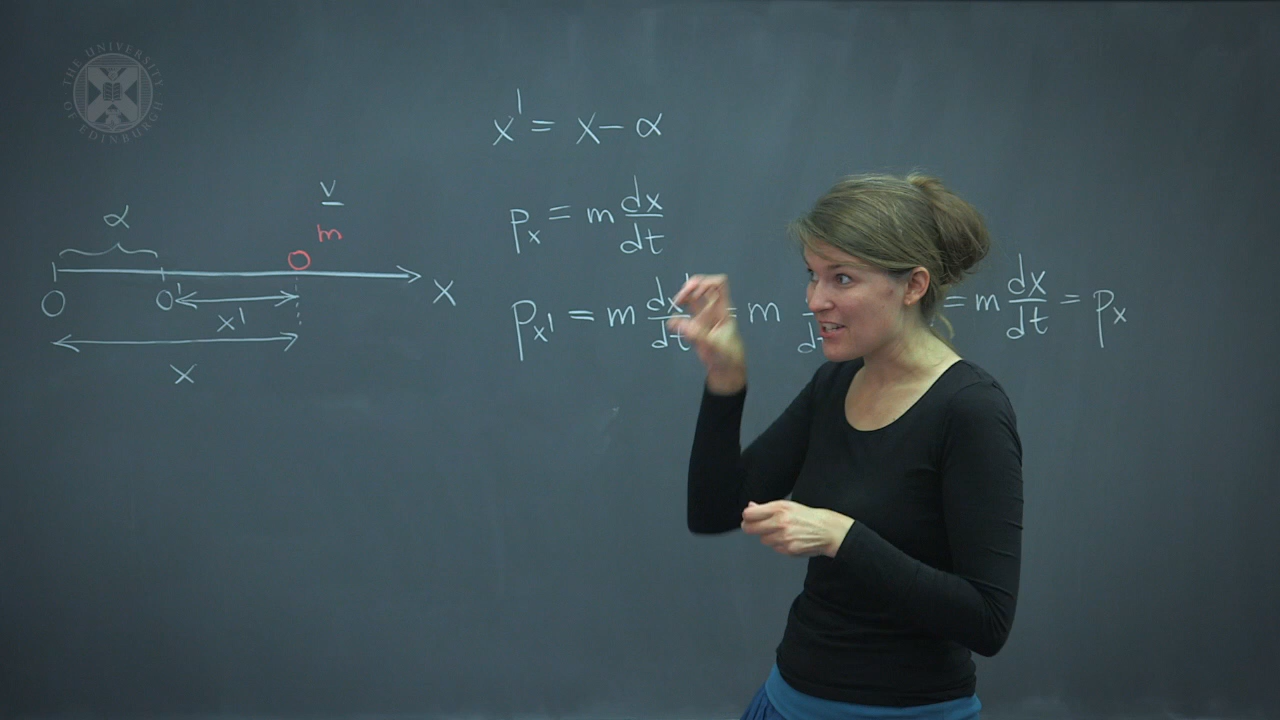 THE UNIVERSITY OF EDINBURGH
x' = x − α
v
α
m
p_x = m dx/dt
O
O'
x
x'
p_x' = m dx'/dt = m = m dx/dt = p_x
x